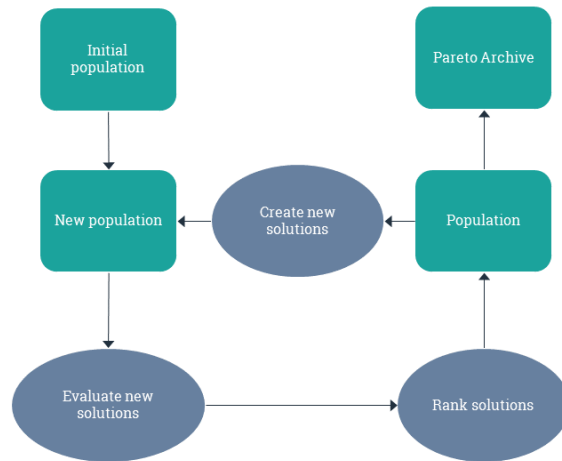 Initial
population
Pareto Archive
New population
Create new
solutions
Population
Evaluate new
solutions
Rank solutions